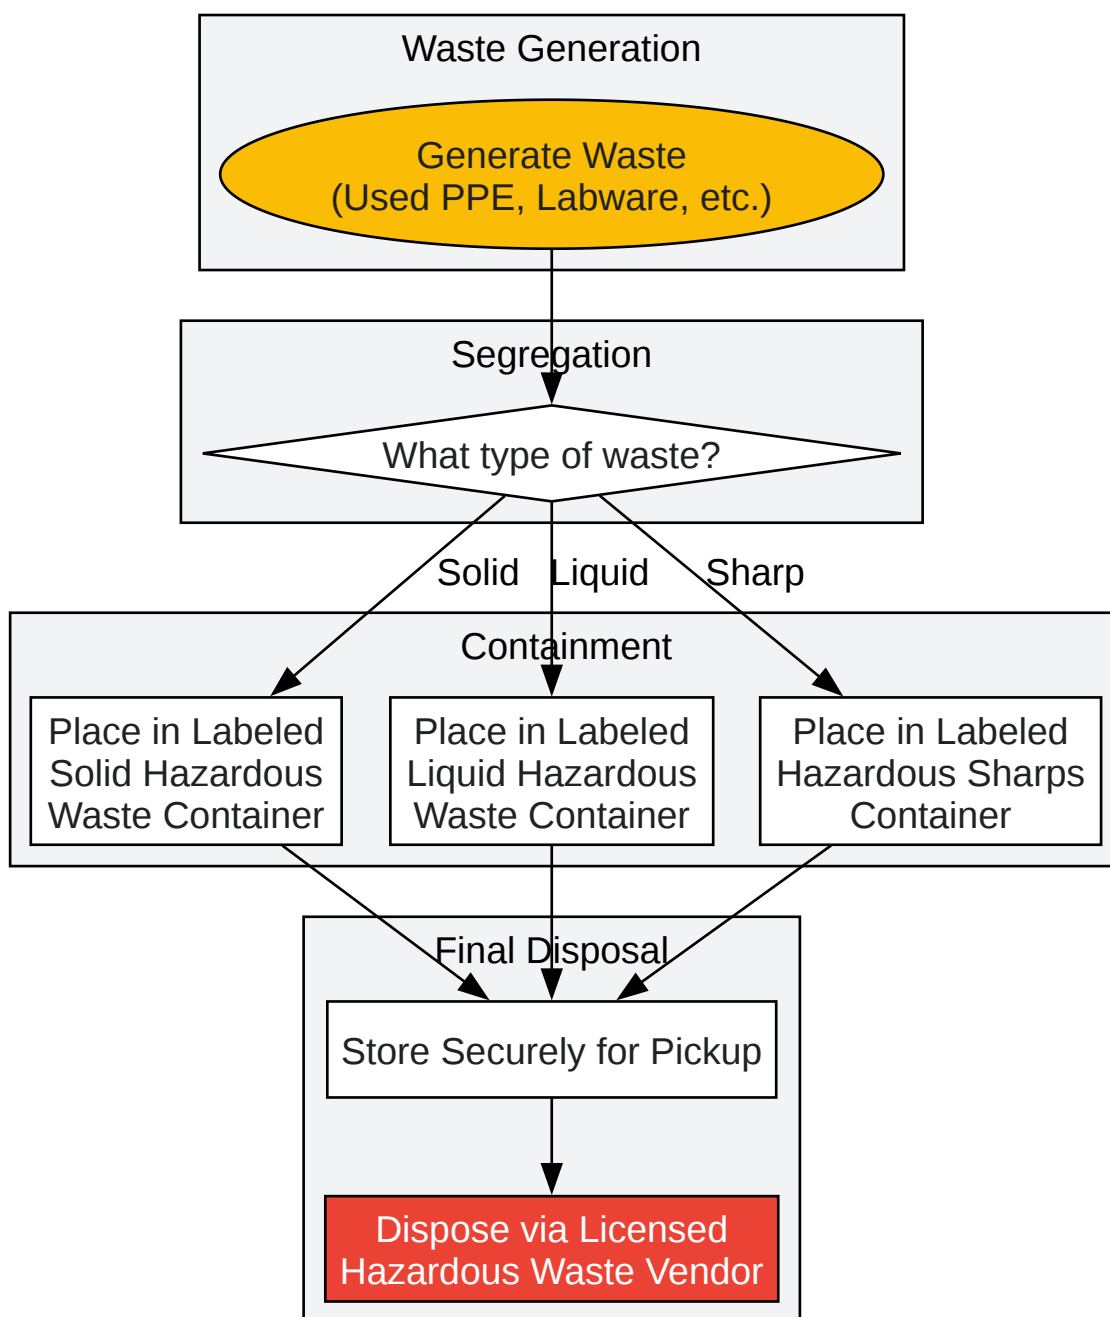 Waste Generation
Generate Waste
(Used PPE, Labware, etc.)
Segregation
What type of waste?
Solid
Liquid
Sharp
Containment
Place in Labeled
Solid Hazardous
Waste Container
Place in Labeled
Liquid Hazardous
Waste Container
Place in Labeled
Hazardous Sharps
Container
Final Disposal
Store Securely for Pickup
Dispose via Licensed
Hazardous Waste Vendor